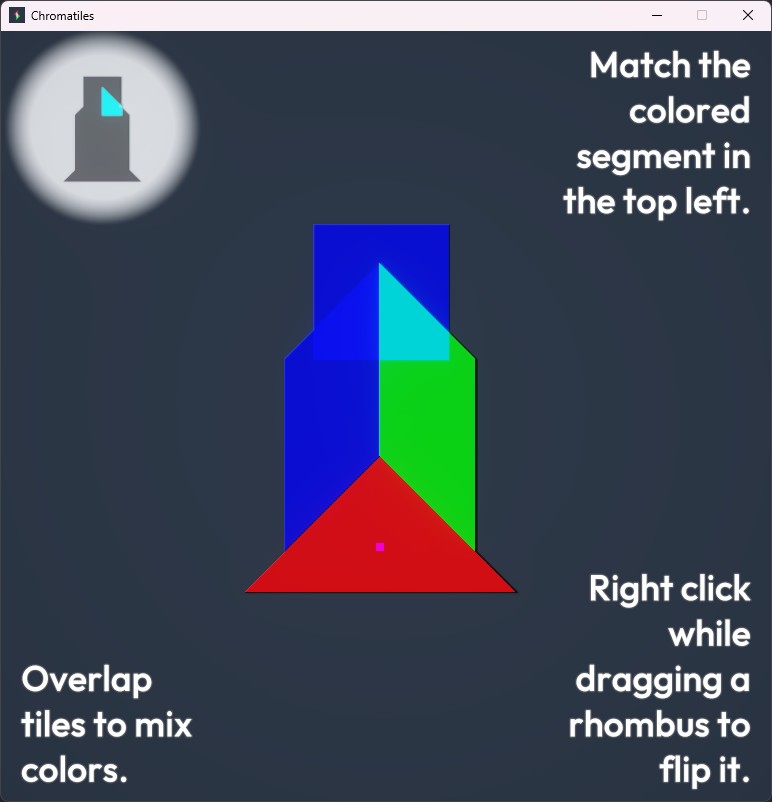 Chromatiles
Match the
colored
segment in
the top left.
Right click
while
dragging a
rhombus to
flip it.
Overlap
tiles to mix
colors.